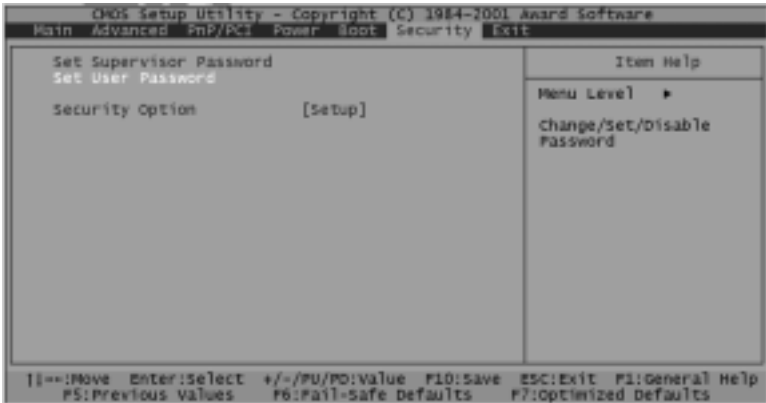 CMOS Setup Utility - Copyright (C) 1984-2001 Award Software
Main Advanced PnP/PCI Power Boot Security Exit
Set Supervisor Password
Set User Password
Security Option [Setup]
Item Help
Menu Level ▶
Change/Set/Disable
Password
↑↓→←:Move Enter:Select +/-/PU/PD:Value F10:Save ESC:Exit F1:General Help
F5:Previous Values F6:Fail-Safe Defaults F7:Optimized Defaults